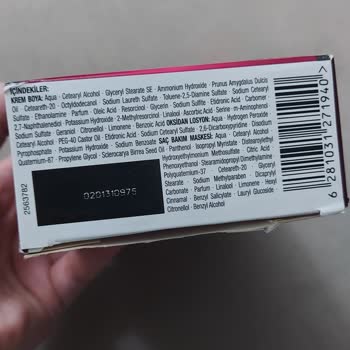 İÇİNDEKİLER:
KREM BOYA: Aqua - Cetearyl Alcohol - Glyceryl Stearate SE - Ammonium Hydroxide - Prunus Amygdalus Dulcis
Oil - Ceteareth-20 - Octyldodecanol - Sodium Laureth Sulfate - Toluene-2,5-Diamine Sulfate - Sodium Cetearyl
Sulfate - Ethanolamine - Parfum - Oleic Acid - Resorcinol - Glycerin - Sodium Sulfite - Etidronic Acid - Carbomer
2,7-Naphthalenediol - Potassium Hydroxide - 2-Methylresorcinol - Linalool - Ascorbic Acid - Serine - m-Aminophenol
Sodium Sulfate - Geraniol - Citronellol - Limonene - Benzoic Acid OKSİDAN LOSYON: Aqua - Hydrogen Peroxide
Cetearyl Alcohol - PEG-40 Castor Oil - Etidronic Acid - Sodium Cetearyl Sulfate - 2,6-Dicarboxypyridine - Disodium
Pyrophosphate - Potassium Hydroxide - Sodium Benzoate SAÇ BAKIM MASKESİ: Aqua - Stearyl Alcohol - Cetearyl Alcohol
Quaternium-87 - Propylene Glycol - Sclerocarya Birrea Seed Oil - Panthenol - Isopropyl Myristate - Distearoylethyl
Hydroxyethylmonium Methosulfate - Citric Acid
Phenoxyethanol - Stearamidopropyl Dimethylamine
Polyquaternium-37 - Ceteareth-20 - Glyceryl
Stearate - Sodium Methylparaben - Dicaprylyl
Carbonate - Parfum - Linalool - Limonene - Hexyl
Cinnamal - Benzyl Salicylate - Lauryl Glucoside
Citronellol - Benzyl Alcohol
0201310975
2563782
6 281031 271940 >